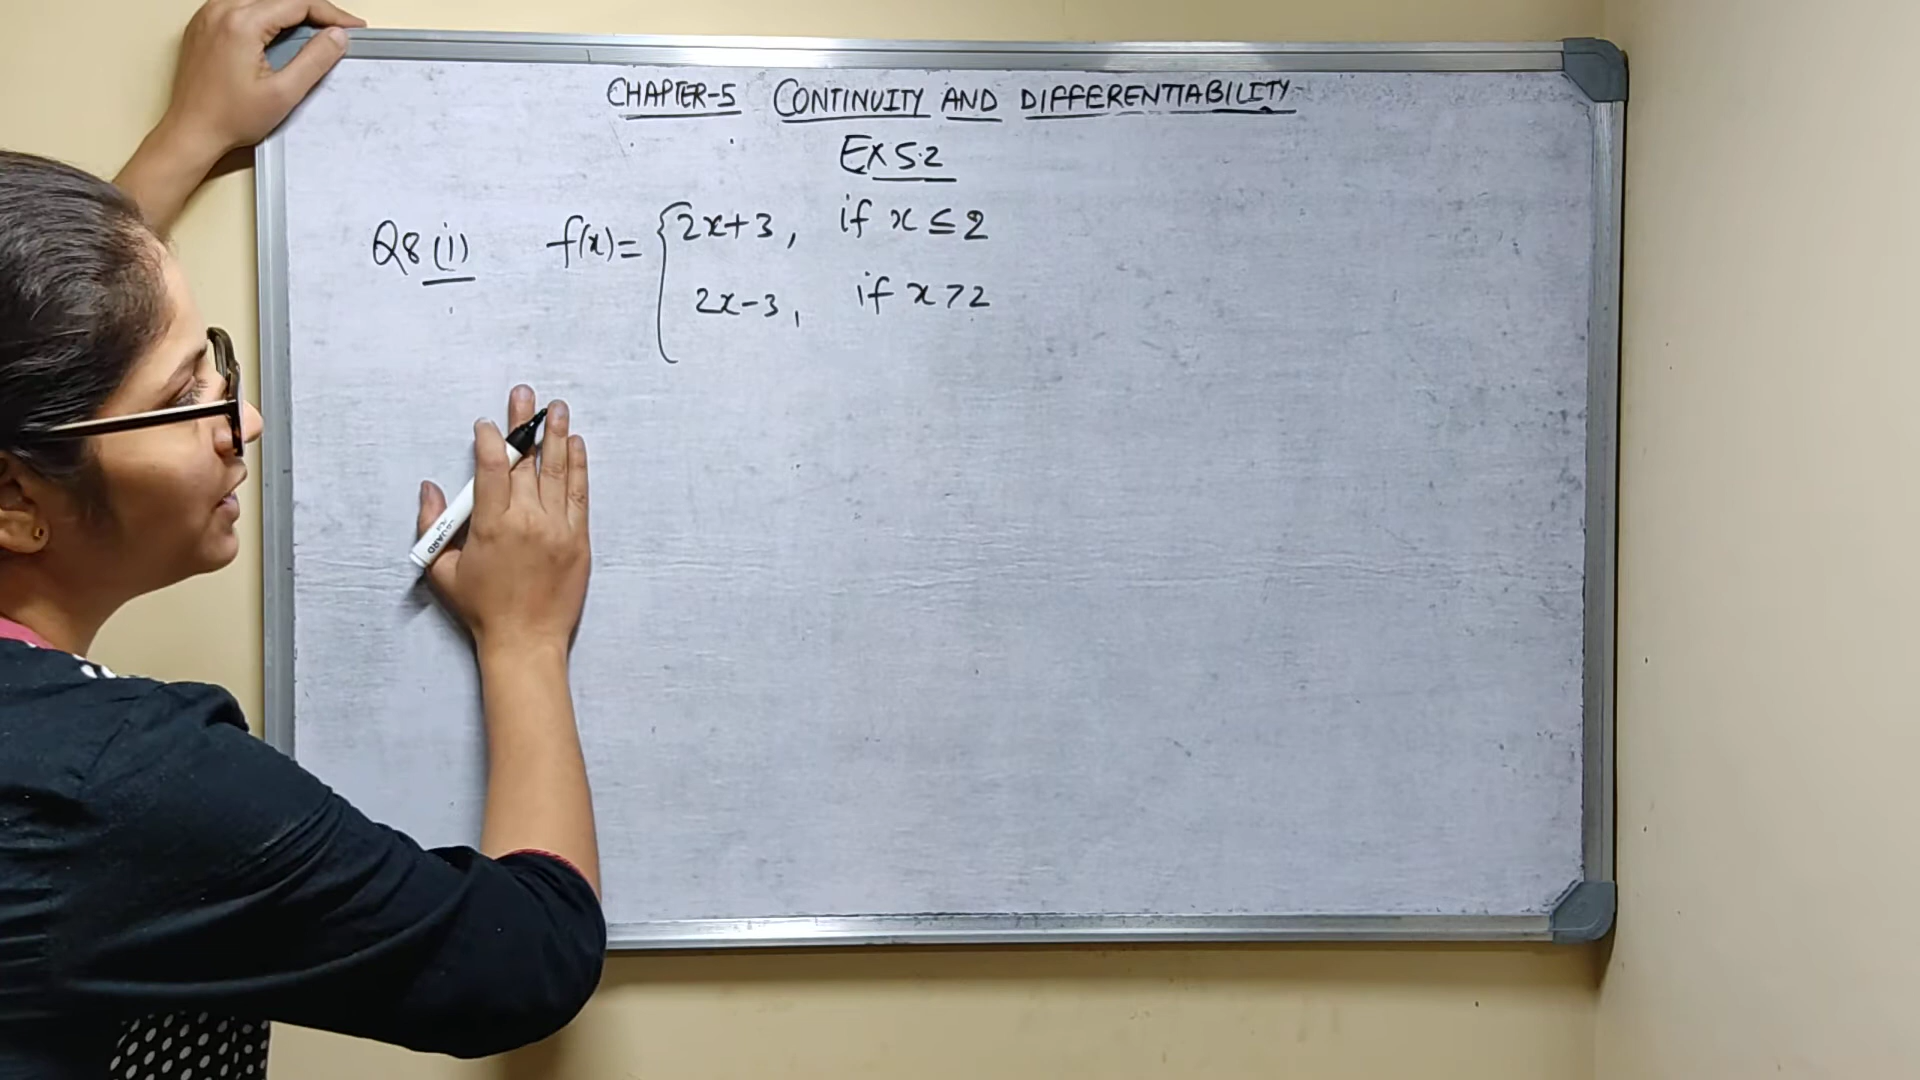 CHAPTER-5 CONTINUITY AND DIFFERENTIABILITY
EX 5.2
Q8 (i) f(x)= { 2x+3, if x ≤ 2
2x-3, if x > 2